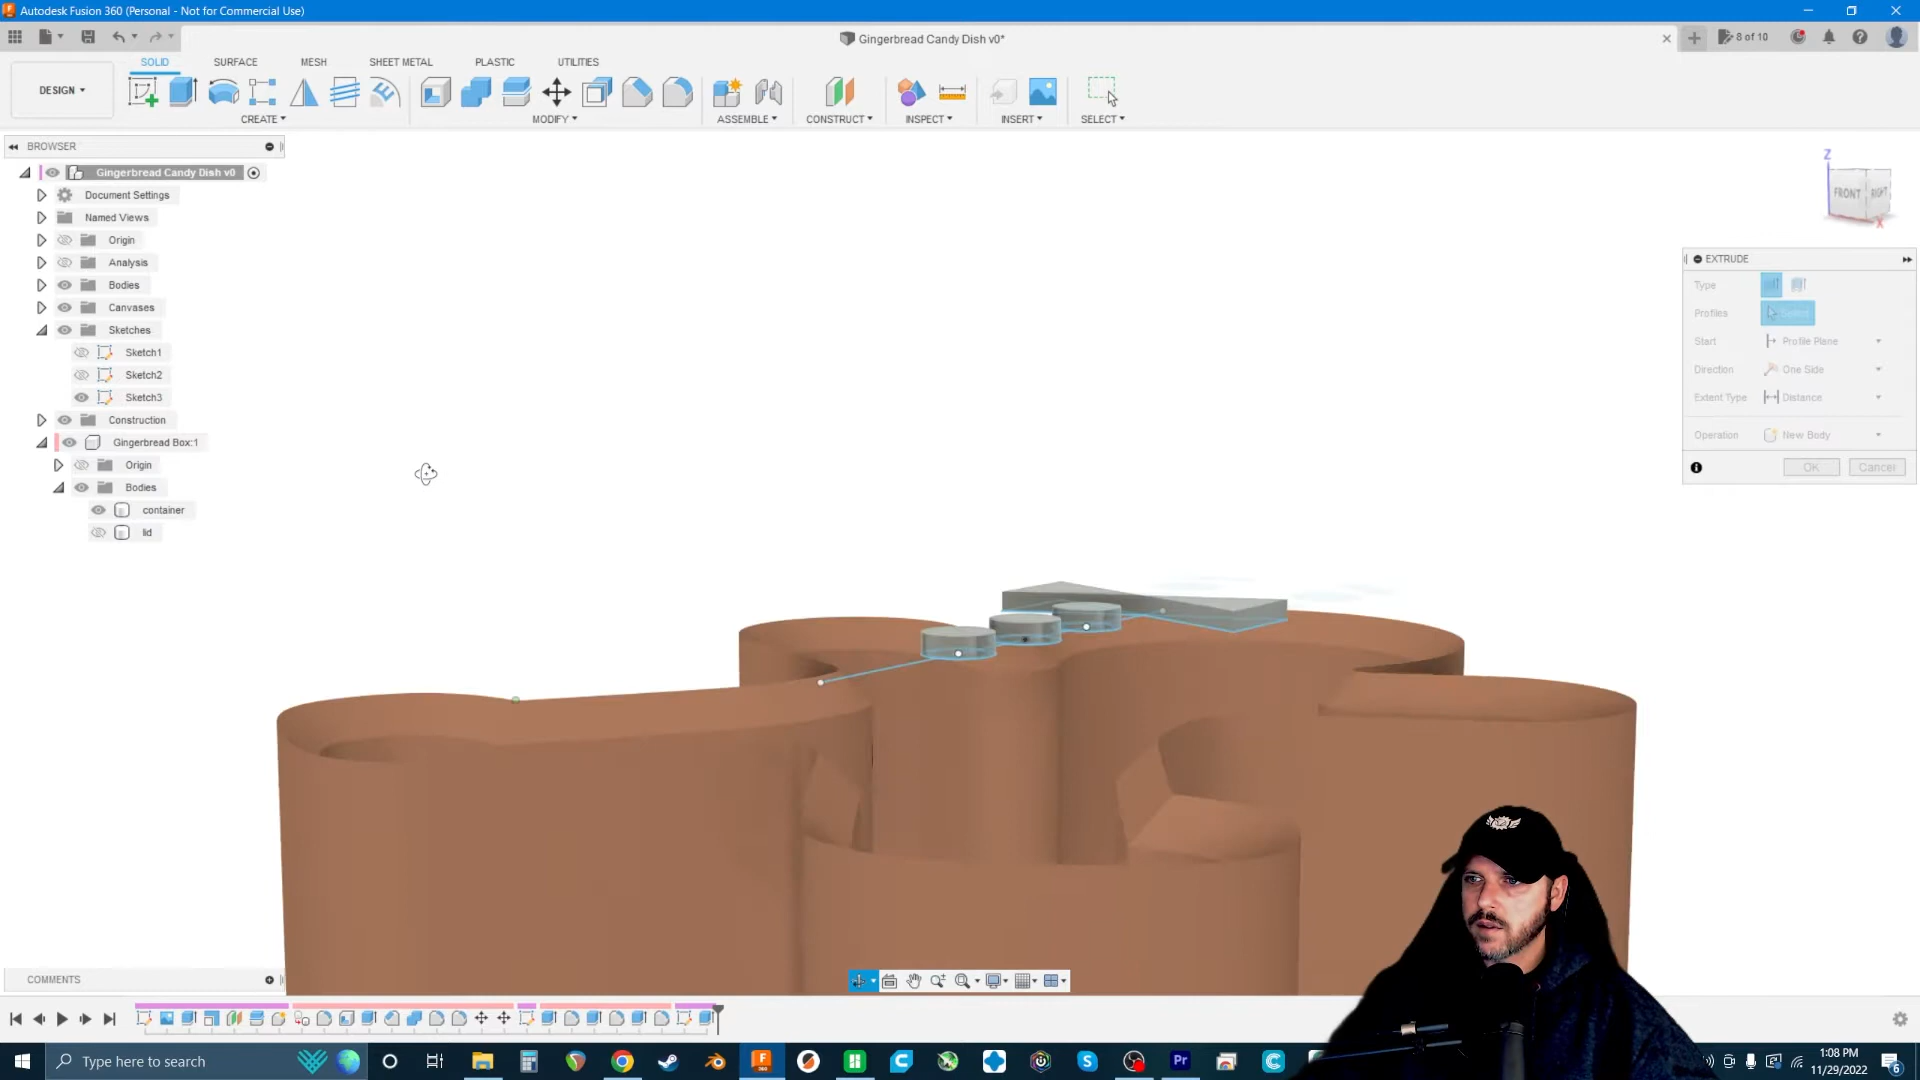 Autodesk Fusion 360 (Personal - Not for Commercial Use)
Gingerbread Candy Dish v0*
8 of 10
SOLID
SURFACE
MESH
SHEET METAL
PLASTIC
UTILITIES
DESIGN
CREATE
MODIFY
ASSEMBLE
CONSTRUCT
INSPECT
INSERT
SELECT
BROWSER
Gingerbread Candy Dish v0
Document Settings
Named Views
Origin
Analysis
Bodies
Canvases
Sketches
Sketch1
Sketch2
Sketch3
Construction
Gingerbread Box:1
Origin
Bodies
container
lid
Z
FRONT
RIGHT
X
EXTRUDE
Type
Profiles
Select
Start
Profile Plane
Direction
One Side
Extent Type
Distance
Operation
New Body
OK
Cancel
COMMENTS
Type here to search
Pr
1:08 PM
11/29/2022
6